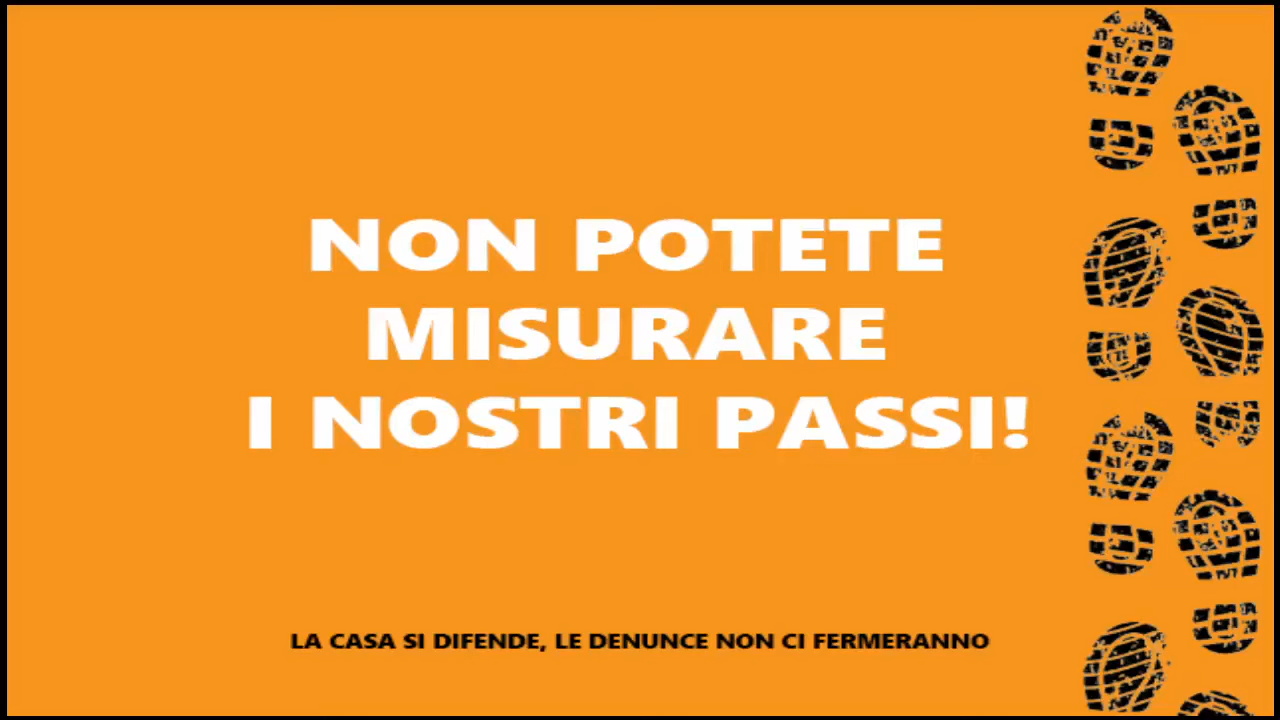 NON POTETE
MISURARE
I NOSTRI PASSI!
LA CASA SI DIFENDE, LE DENUNCE NON CI FERMERANNO